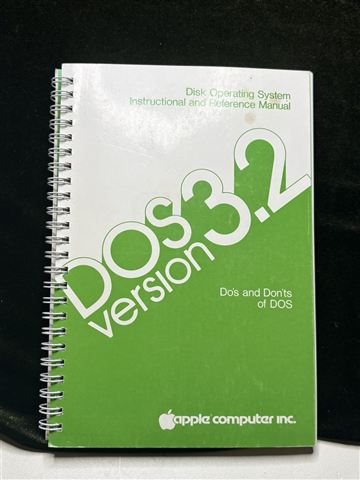 Disk Operating System
Instructional and Reference Manual
DOS 3.2
version
Do's and Don'ts
of DOS
apple computer inc.